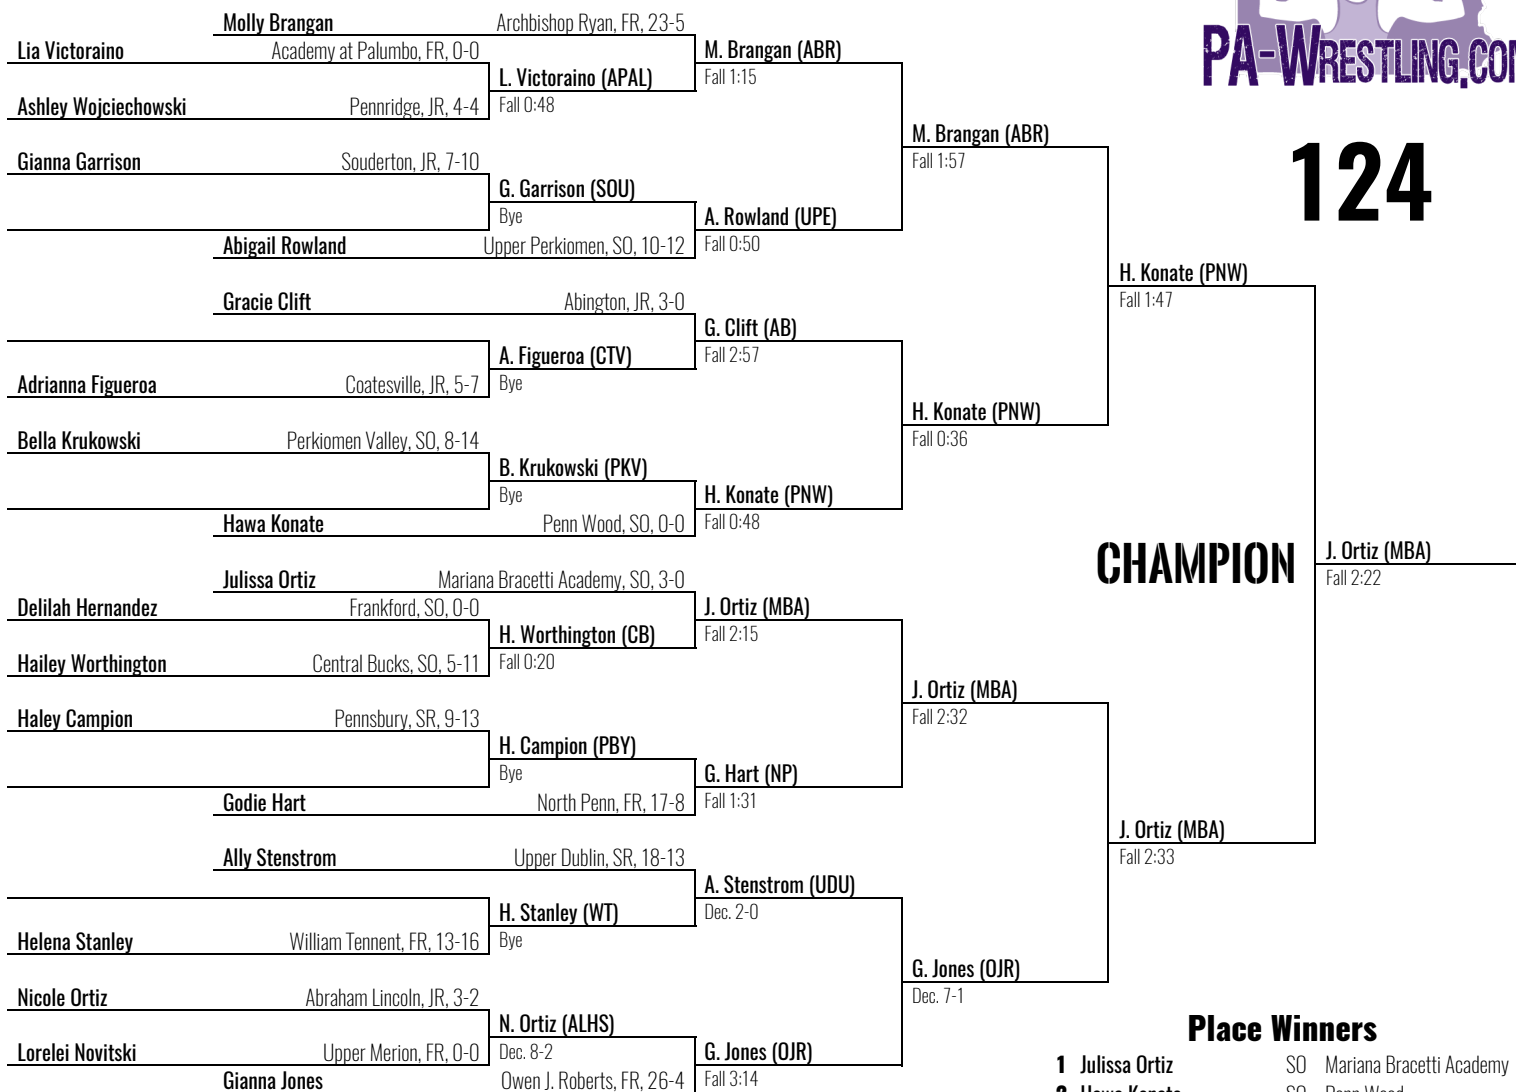 PA-WRESTLING.CO
124
Molly Brangan Archbishop Ryan, FR, 23-5
Lia Victoraino Academy at Palumbo, FR, 0-0
M. Brangan (ABR)
Fall 1:15
L. Victoraino (APAL)
Fall 0:48
Ashley Wojciechowski Pennridge, JR, 4-4
M. Brangan (ABR)
Fall 1:57
Gianna Garrison Souderton, JR, 7-10
G. Garrison (SOU)
Bye
A. Rowland (UPE)
Fall 0:50
Abigail Rowland Upper Perkiomen, SO, 10-12
H. Konate (PNW)
Fall 1:47
Gracie Clift Abington, JR, 3-0
G. Clift (AB)
Fall 2:57
A. Figueroa (CTV)
Bye
Adrianna Figueroa Coatesville, JR, 5-7
H. Konate (PNW)
Fall 0:36
Bella Krukowski Perkiomen Valley, SO, 8-14
B. Krukowski (PKV)
Bye
H. Konate (PNW)
Fall 0:48
Hawa Konate Penn Wood, SO, 0-0
CHAMPION
J. Ortiz (MBA)
Fall 2:22
Julissa Ortiz Mariana Bracetti Academy, SO, 3-0
Delilah Hernandez Frankford, SO, 0-0
J. Ortiz (MBA)
Fall 2:15
H. Worthington (CB)
Fall 0:20
Hailey Worthington Central Bucks, SO, 5-11
J. Ortiz (MBA)
Fall 2:32
Haley Campion Pennsbury, SR, 9-13
H. Campion (PBY)
Bye
G. Hart (NP)
Fall 1:31
Godie Hart North Penn, FR, 17-8
J. Ortiz (MBA)
Fall 2:33
Ally Stenstrom Upper Dublin, SR, 18-13
A. Stenstrom (UDU)
Dec. 2-0
H. Stanley (WT)
Bye
Helena Stanley William Tennent, FR, 13-16
G. Jones (OJR)
Dec. 7-1
Nicole Ortiz Abraham Lincoln, JR, 3-2
N. Ortiz (ALHS)
Dec. 8-2
Lorelei Novitski Upper Merion, FR, 0-0
G. Jones (OJR)
Fall 3:14
Gianna Jones Owen J. Roberts, FR, 26-4
Place Winners
1 Julissa Ortiz SO Mariana Bracetti Academy
2 Hawa Konate SO Penn Wood